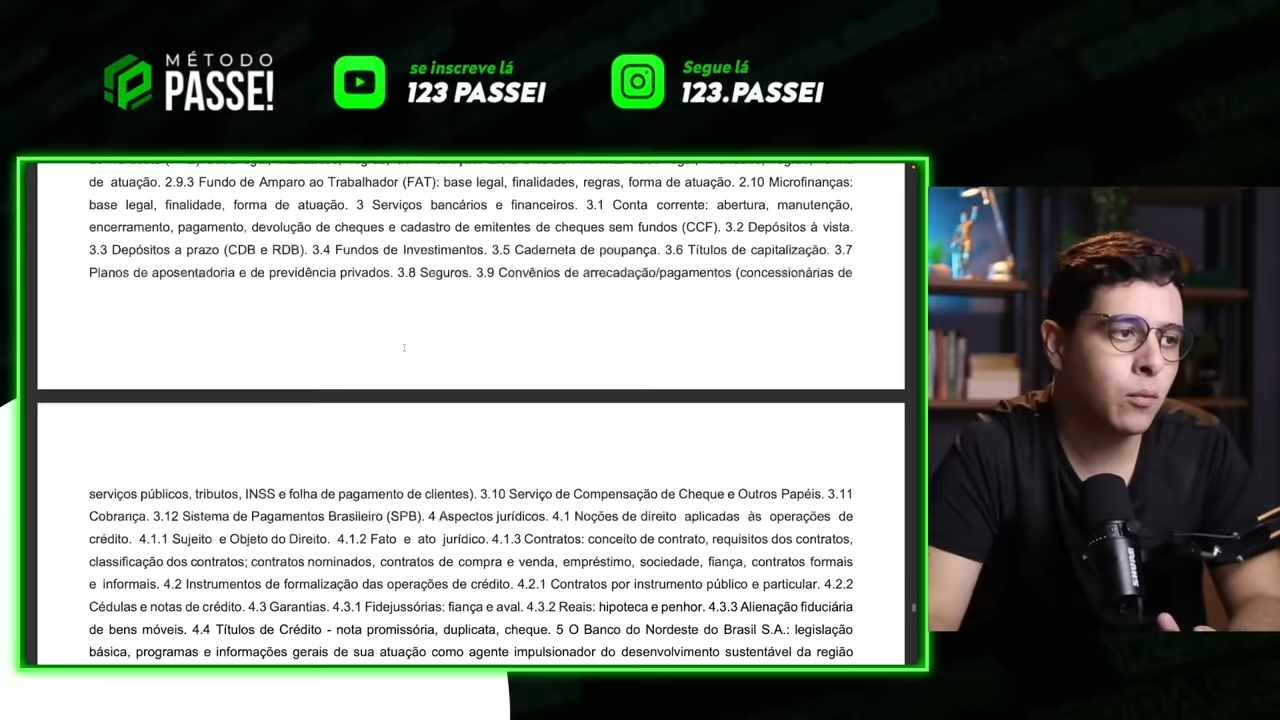 MÉTODO
PASSE!
se inscreve lá
123 PASSEI
Segue lá
123.PASSEI
de atuação. 2.9.3 Fundo de Amparo ao Trabalhador (FAT): base legal, finalidades, regras, forma de atuação. 2.10 Microfinanças:
base legal, finalidade, forma de atuação. 3 Serviços bancários e financeiros. 3.1 Conta corrente: abertura, manutenção,
encerramento, pagamento, devolução de cheques e cadastro de emitentes de cheques sem fundos (CCF). 3.2 Depósitos à vista.
3.3 Depósitos a prazo (CDB e RDB). 3.4 Fundos de Investimentos. 3.5 Caderneta de poupança. 3.6 Títulos de capitalização. 3.7
Planos de aposentadoria e de previdência privados. 3.8 Seguros. 3.9 Convênios de arrecadação/pagamentos (concessionárias de
serviços públicos, tributos, INSS e folha de pagamento de clientes). 3.10 Serviço de Compensação de Cheque e Outros Papéis. 3.11
Cobrança. 3.12 Sistema de Pagamentos Brasileiro (SPB). 4 Aspectos jurídicos. 4.1 Noções de direito aplicadas às operações de
crédito. 4.1.1 Sujeito e Objeto do Direito. 4.1.2 Fato e ato jurídico. 4.1.3 Contratos: conceito de contrato, requisitos dos contratos,
classificação dos contratos; contratos nominados, contratos de compra e venda, empréstimo, sociedade, fiança, contratos formais
e informais. 4.2 Instrumentos de formalização das operações de crédito. 4.2.1 Contratos por instrumento público e particular. 4.2.2
Cédulas e notas de crédito. 4.3 Garantias. 4.3.1 Fidejussórias: fiança e aval. 4.3.2 Reais: hipoteca e penhor. 4.3.3 Alienação fiduciária
de bens móveis. 4.4 Títulos de Crédito - nota promissória, duplicata, cheque. 5 O Banco do Nordeste do Brasil S.A.: legislação
básica, programas e informações gerais de sua atuação como agente impulsionador do desenvolvimento sustentável da região
SHURE